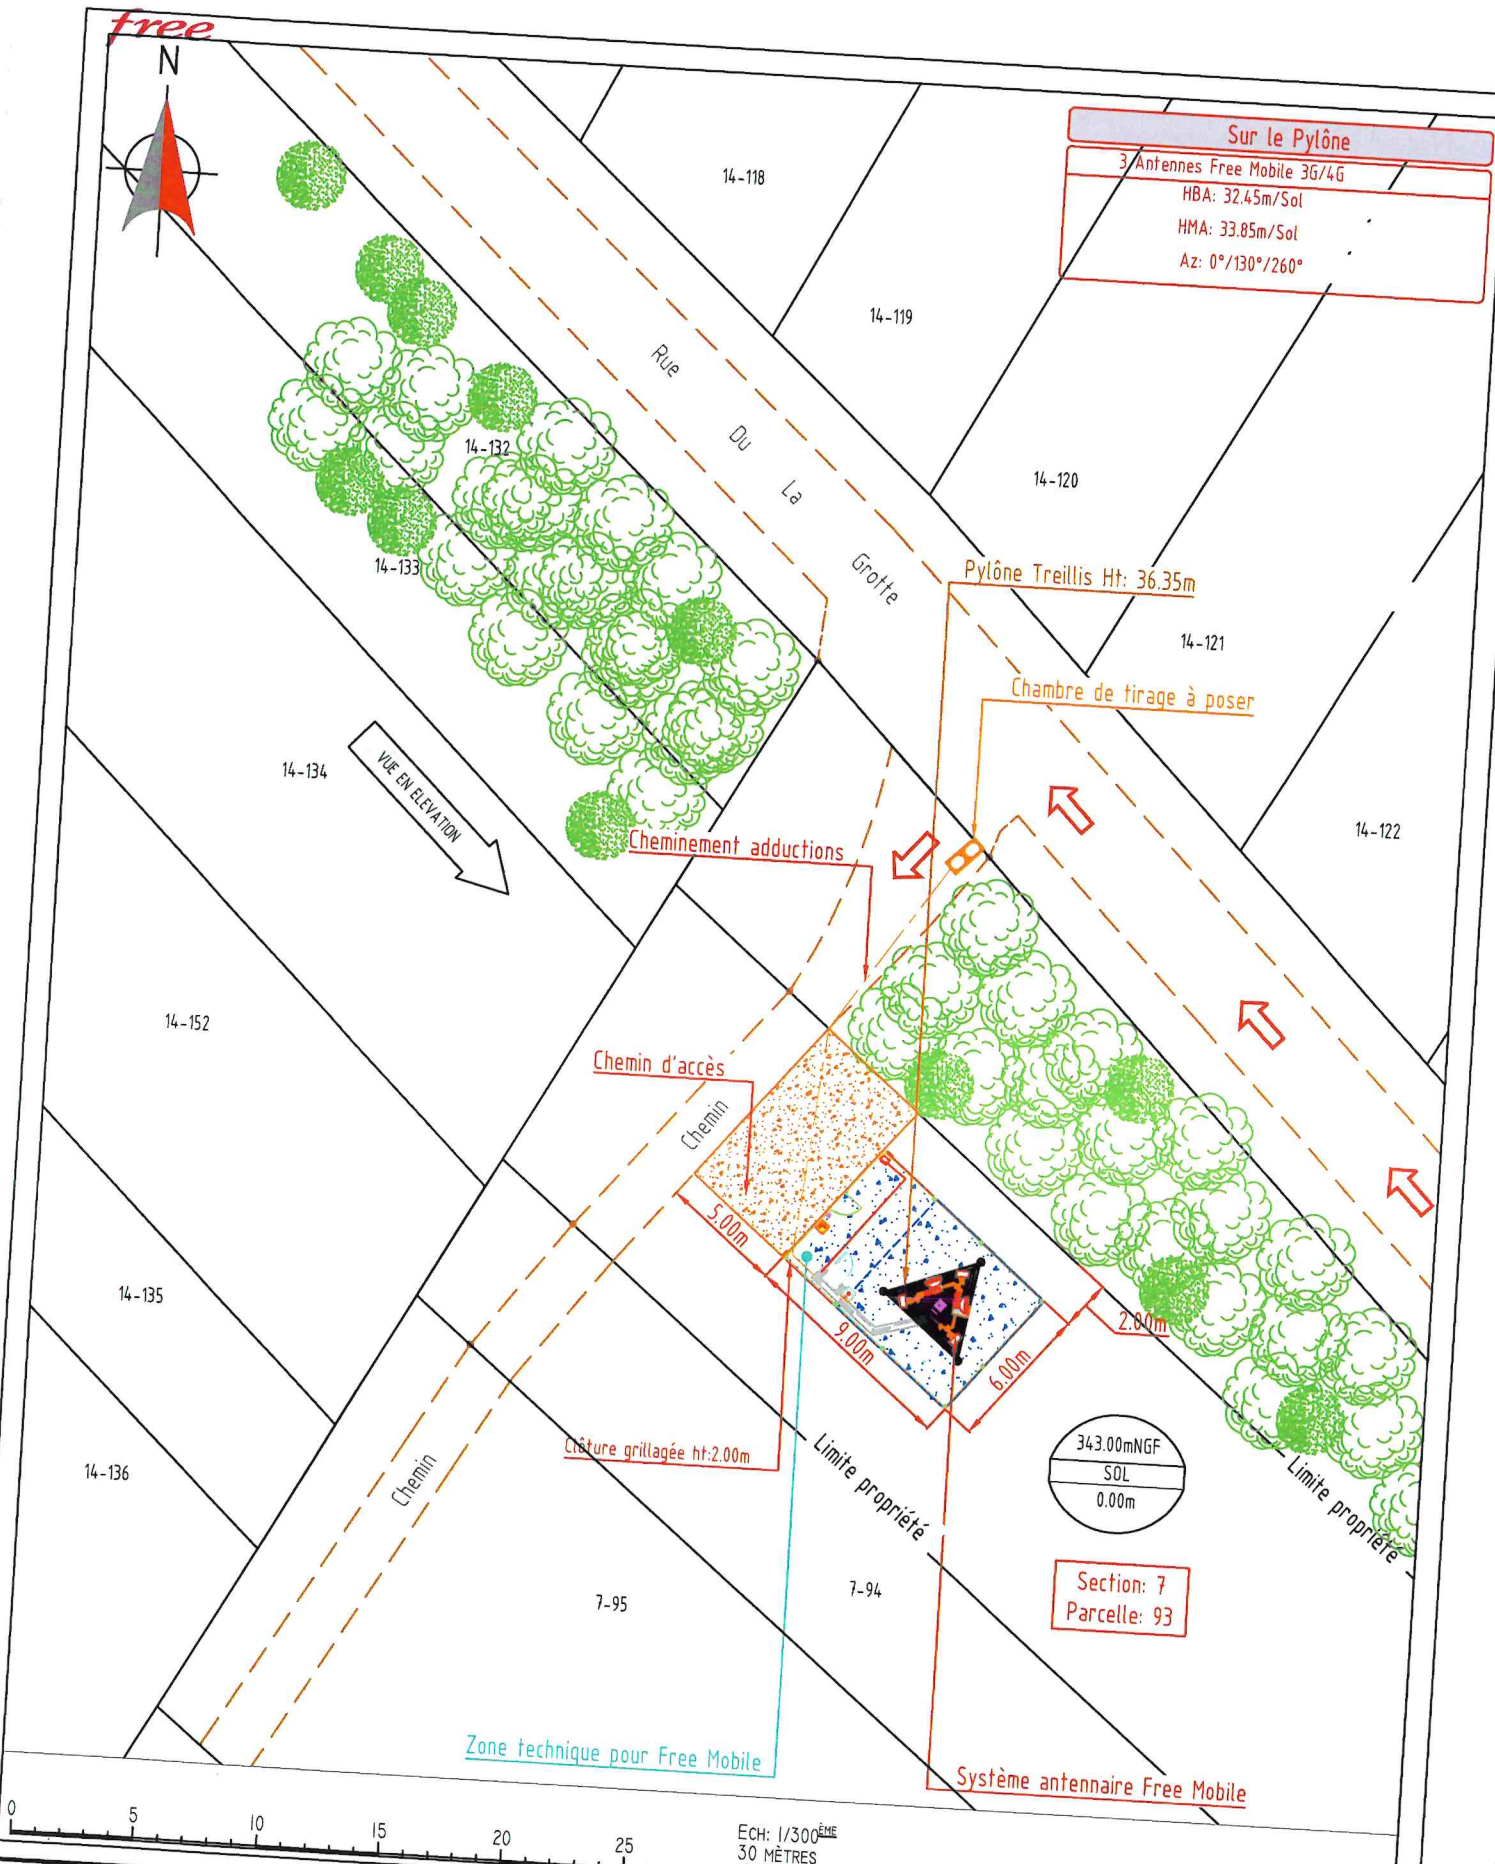 free
N
Sur le Pylône
3 Antennes Free Mobile 3G/4G
HBA: 32.45m/Sol
HMA: 33.85m/Sol
Az: 0°/130°/260°
14-118
14-119
Rue Du La Grotte
14-132
14-120
14-133
Pylône Treillis Ht: 36.35m
14-121
Chambre de tirage à poser
14-134
VUE EN ELEVATION
14-122
Cheminement adductions
14-152
Chemin d'accès
Chemin
5.00m
14-135
9.00m
2.00m
6.00m
Clôture grillagée ht:2.00m
Limite propriété
343.00mNGF
SOL
0.00m
Limite propriété
14-136
Chemin
7-95
7-94
Section: 7
Parcelle: 93
Zone technique pour Free Mobile
Système antennaire Free Mobile
0 5 10 15 20 25
ECH: 1/300ÈME
30 MÈTRES